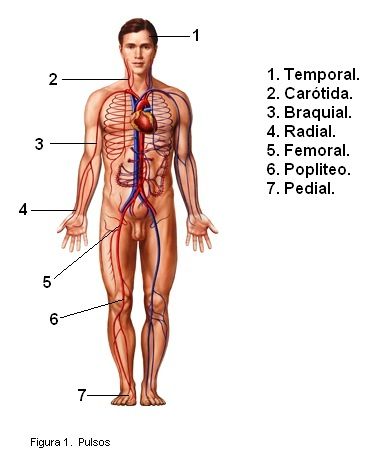 1
2
3
4
5
6
7
1. Temporal.
2. Carótida.
3. Braquial.
4. Radial.
5. Femoral.
6. Popliteo.
7. Pedial.
Figura 1. Pulsos